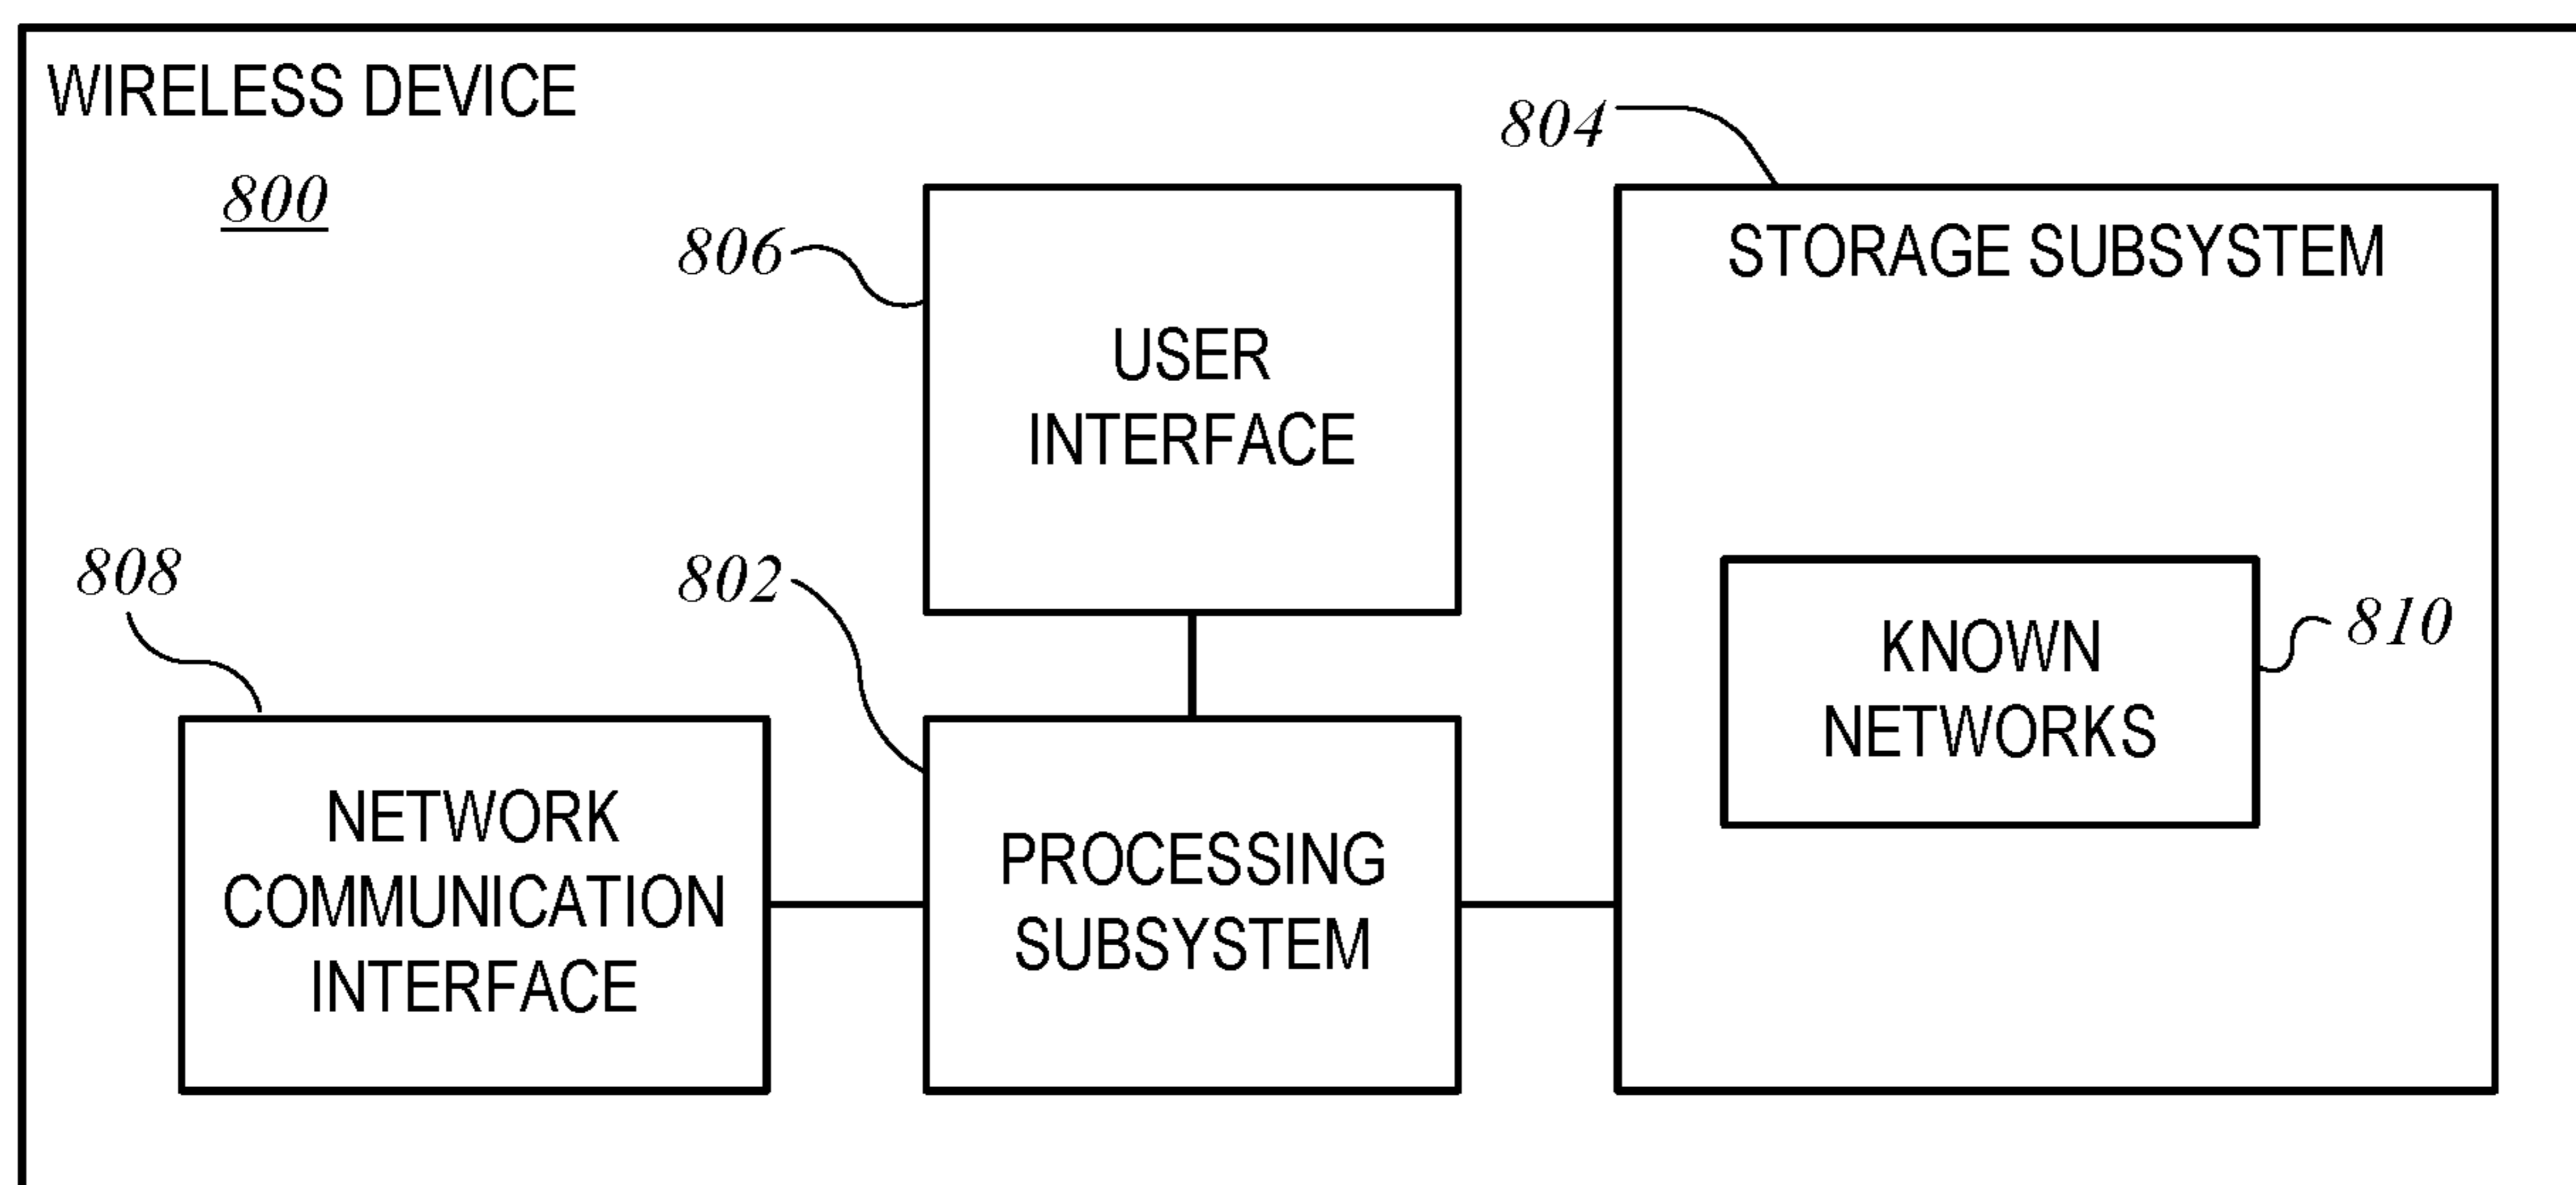 WIRELESS DEVICE
800
804
STORAGE SUBSYSTEM
806
USER
INTERFACE
808
802
KNOWN
NETWORKS
810
NETWORK
COMMUNICATION
INTERFACE
PROCESSING
SUBSYSTEM